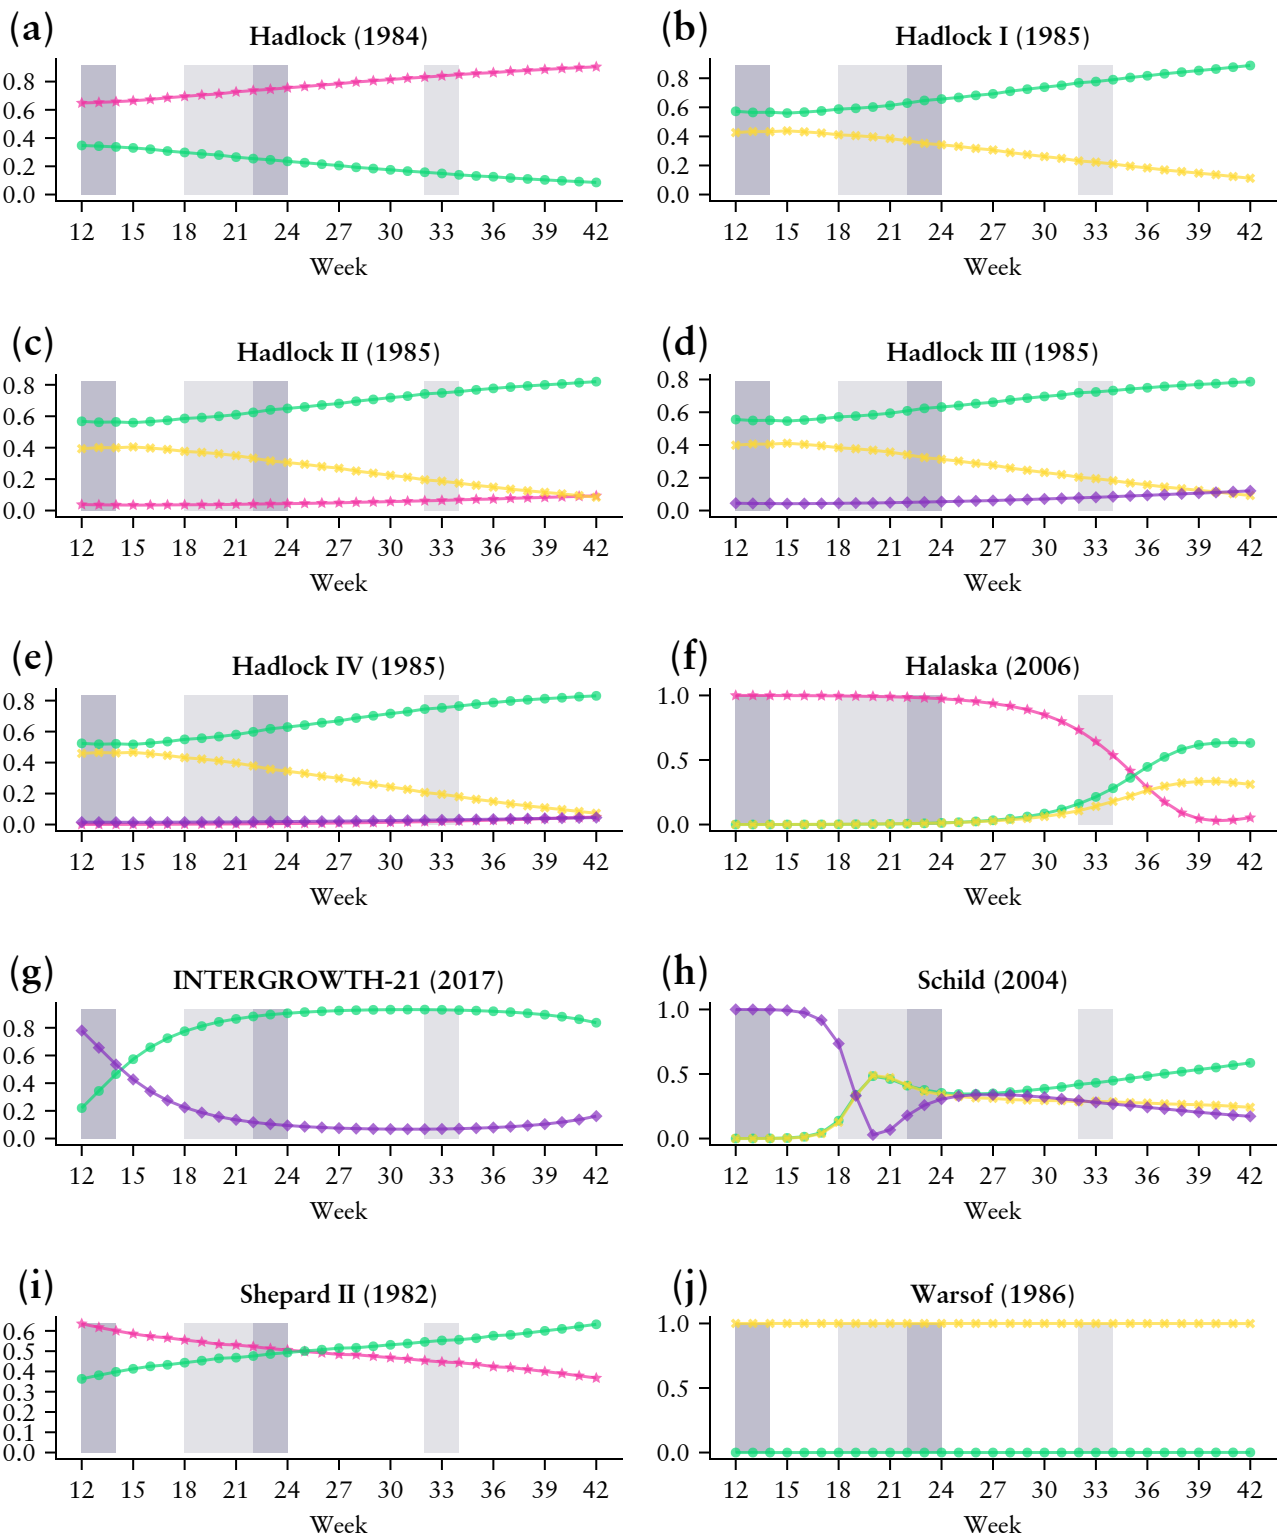 (a) Hadlock (1984)
0.8
0.6
0.4
0.2
0.0
12 15 18 21 24 27 30 33 36 39 42
Week
(b) Hadlock I (1985)
0.8
0.6
0.4
0.2
0.0
12 15 18 21 24 27 30 33 36 39 42
Week
(c) Hadlock II (1985)
0.8
0.6
0.4
0.2
0.0
12 15 18 21 24 27 30 33 36 39 42
Week
(d) Hadlock III (1985)
0.8
0.6
0.4
0.2
0.0
12 15 18 21 24 27 30 33 36 39 42
Week
(e) Hadlock IV (1985)
0.8
0.6
0.4
0.2
0.0
12 15 18 21 24 27 30 33 36 39 42
Week
(f) Halaska (2006)
1.0
0.5
0.0
12 15 18 21 24 27 30 33 36 39 42
Week
(g) INTERGROWTH-21 (2017)
0.8
0.6
0.4
0.2
0.0
12 15 18 21 24 27 30 33 36 39 42
Week
(h) Schild (2004)
1.0
0.5
0.0
12 15 18 21 24 27 30 33 36 39 42
Week
(i) Shepard II (1982)
0.6
0.5
0.4
0.3
0.2
0.1
0.0
12 15 18 21 24 27 30 33 36 39 42
Week
(j) Warsof (1986)
1.0
0.5
0.0
12 15 18 21 24 27 30 33 36 39 42
Week